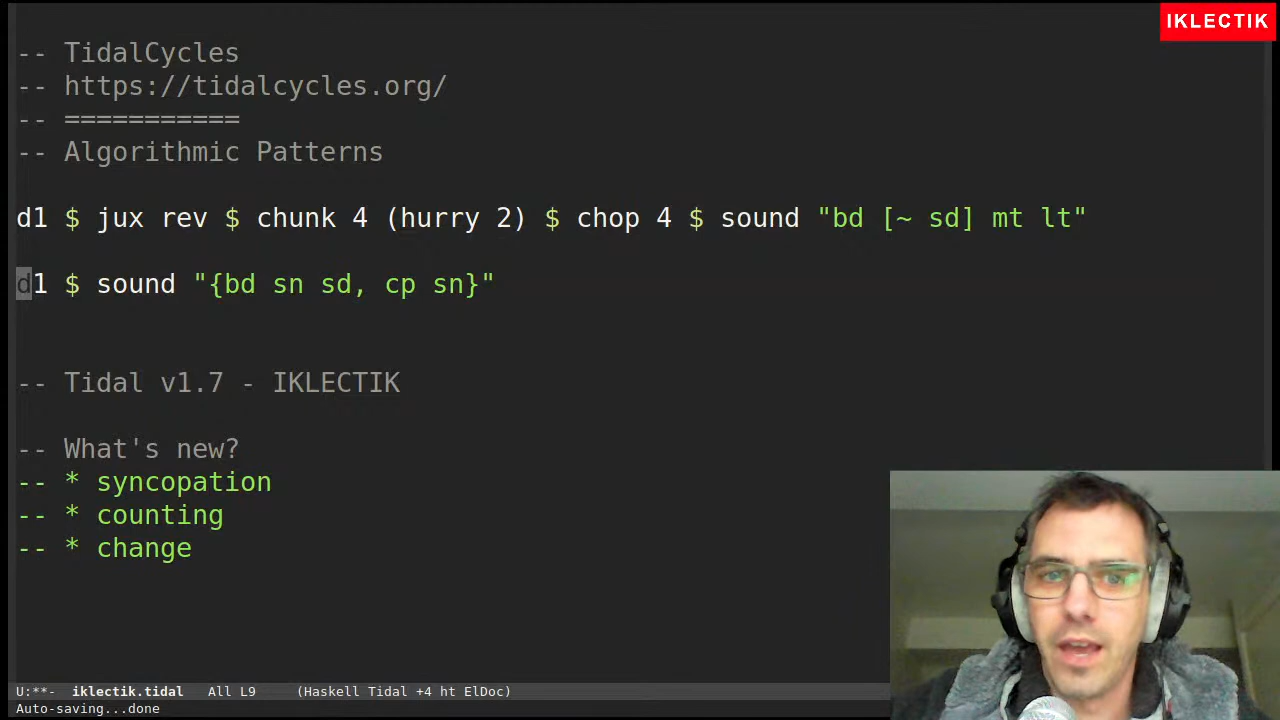 IKLECTIK
-- TidalCycles
-- https://tidalcycles.org/
-- ===========
-- Algorithmic Patterns
d1 $ jux rev $ chunk 4 (hurry 2) $ chop 4 $ sound "bd [~ sd] mt lt"
d1 $ sound "{bd sn sd, cp sn}"
-- Tidal v1.7 - IKLECTIK
-- What's new?
-- * syncopation
-- * counting
-- * change
U:**-  iklectik.tidal   All L9     (Haskell Tidal +4 ht ElDoc)
Auto-saving...done